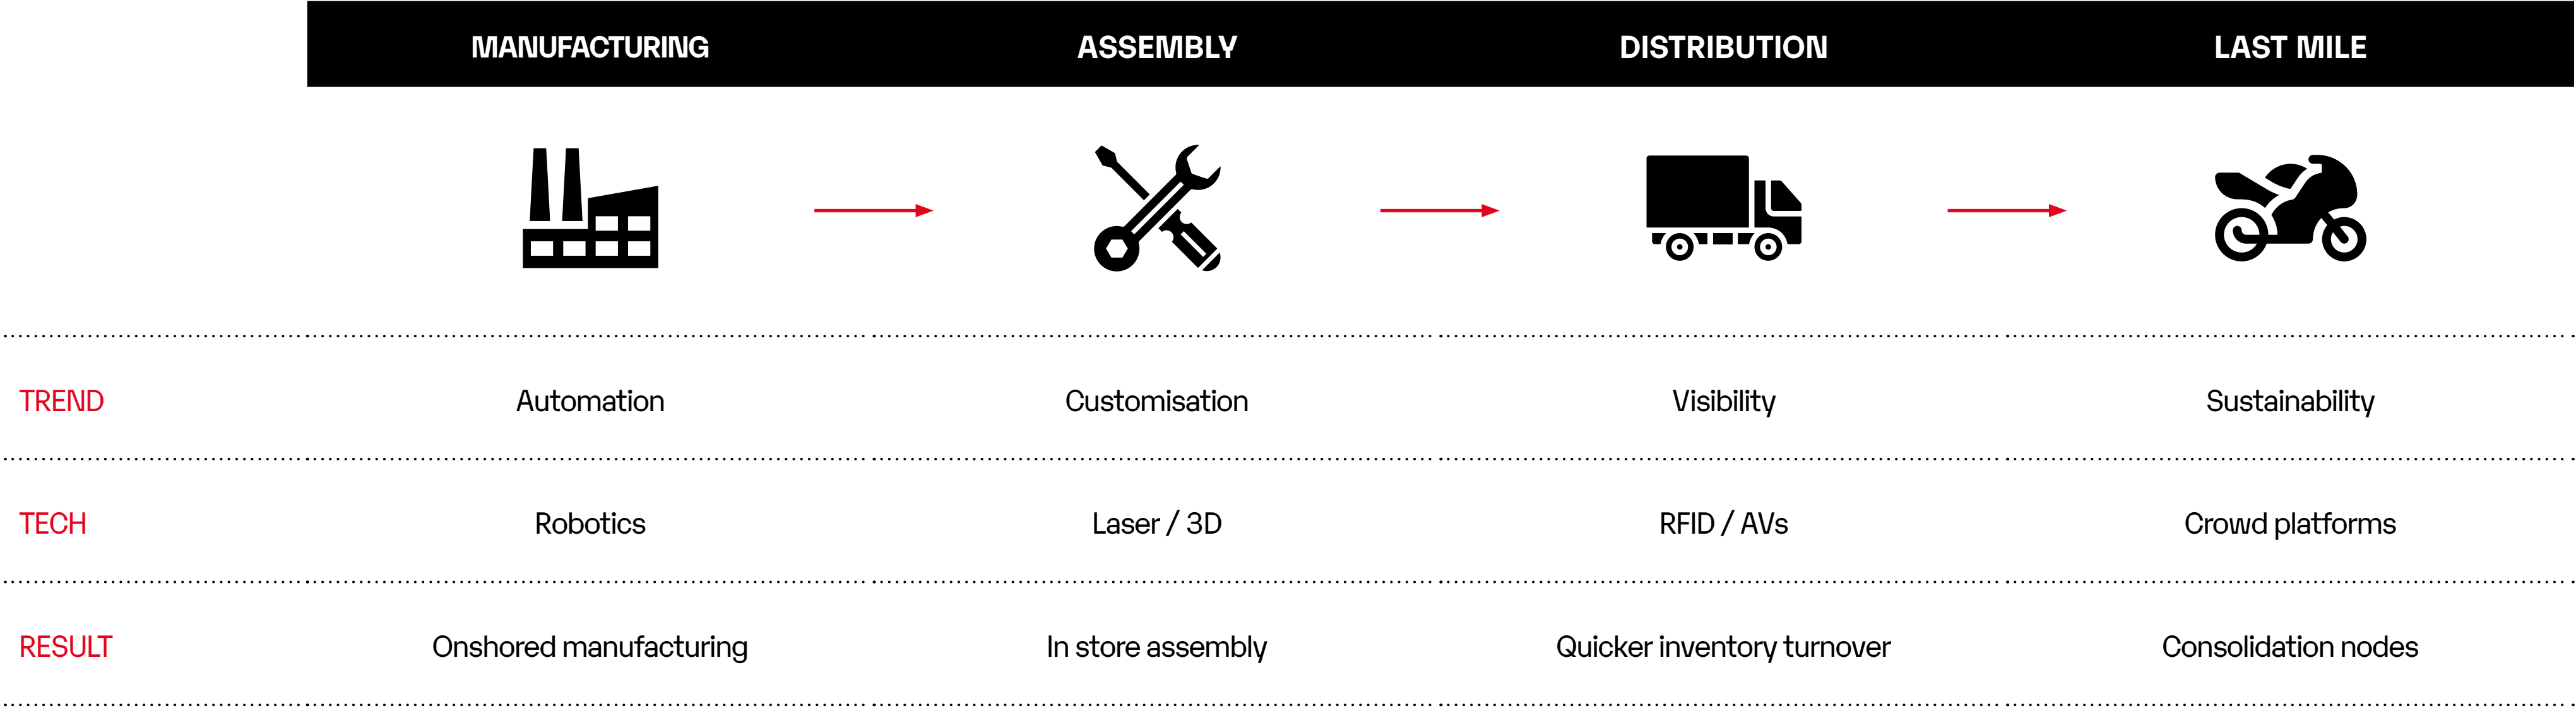 MANUFACTURING ASSEMBLY DISTRIBUTION LAST MILE
TREND Automation Customisation Visibility Sustainability
TECH Robotics Laser / 3D RFID / AVs Crowd platforms
RESULT Onshored manufacturing In store assembly Quicker inventory turnover Consolidation nodes